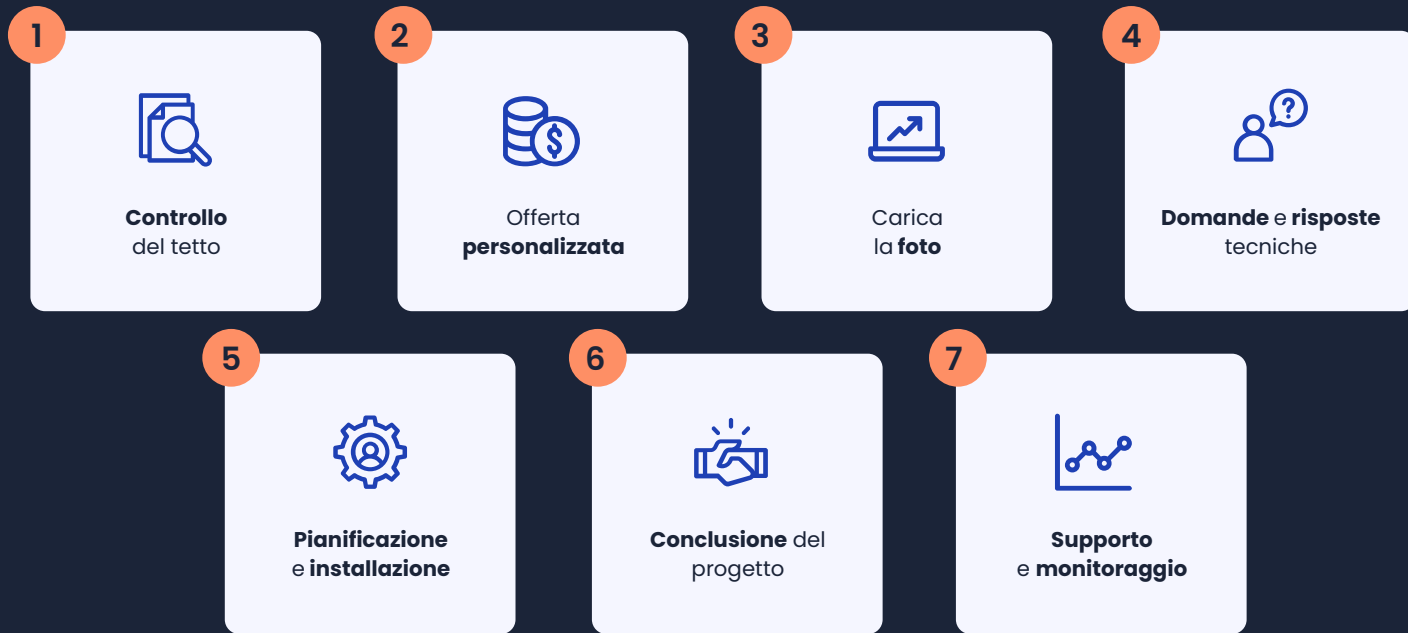 1
Controllo
del tetto
2
Offerta
personalizzata
3
Carica
la foto
4
Domande e risposte
tecniche
5
Pianificazione
e installazione
6
Conclusione del
progetto
7
Supporto
e monitoraggio